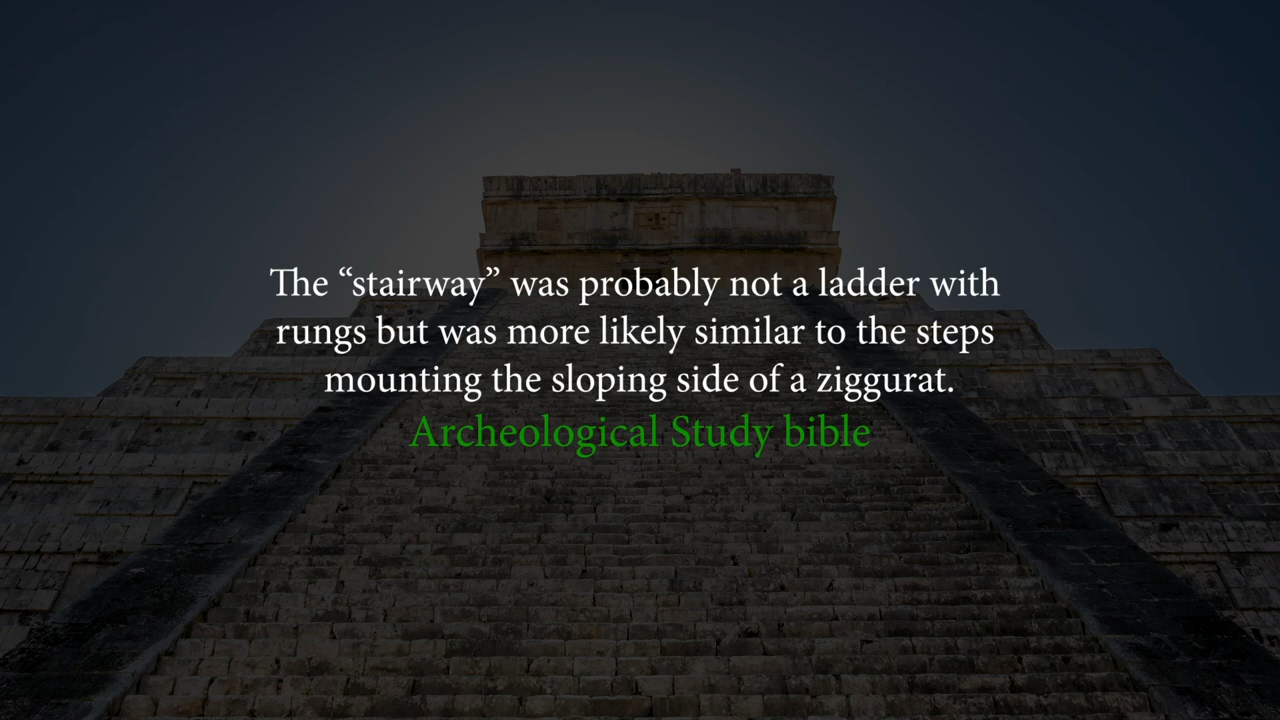 The “stairway” was probably not a ladder with
rungs but was more likely similar to the steps
mounting the sloping side of a ziggurat.
Archeological Study bible